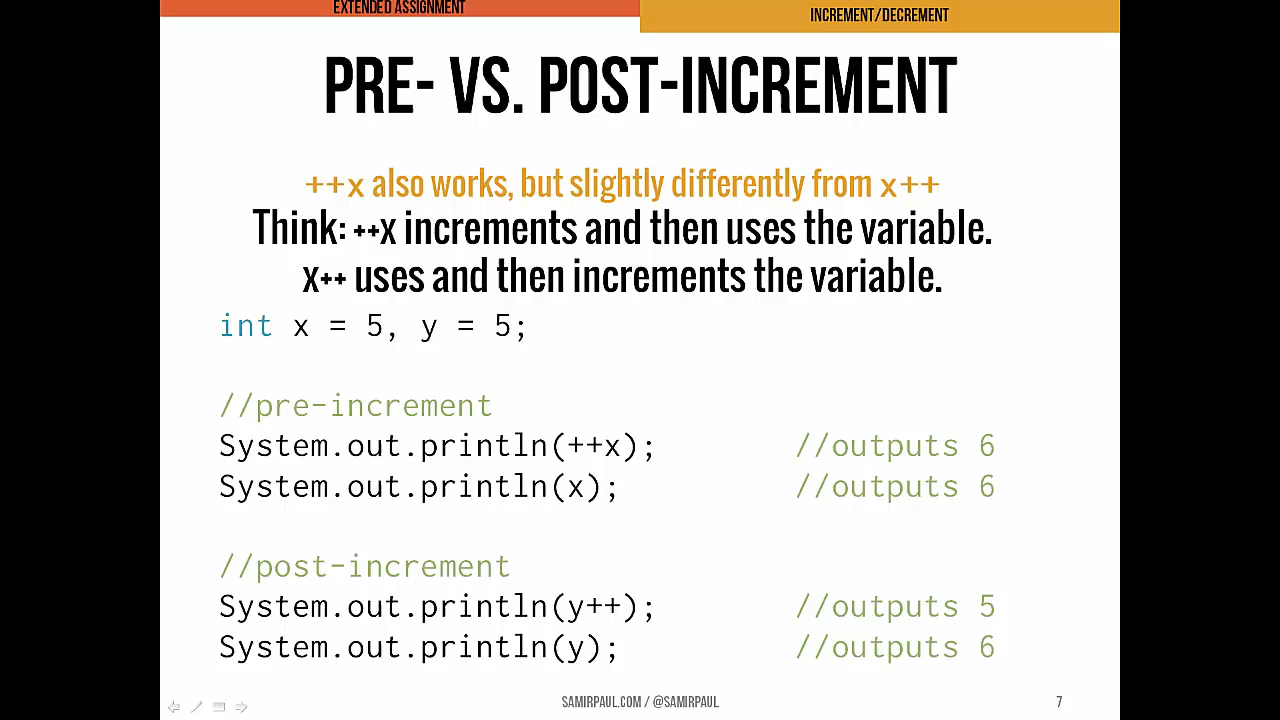 EXTENDED ASSIGNMENT
INCREMENT/DECREMENT
PRE- VS. POST-INCREMENT
++x also works, but slightly differently from x++
Think: ++x increments and then uses the variable.
x++ uses and then increments the variable.
int x = 5, y = 5;
//pre-increment
System.out.println(++x); //outputs 6
System.out.println(x); //outputs 6
//post-increment
System.out.println(y++); //outputs 5
System.out.println(y); //outputs 6
SAMIRPAUL.COM / @SAMIRPAUL
7